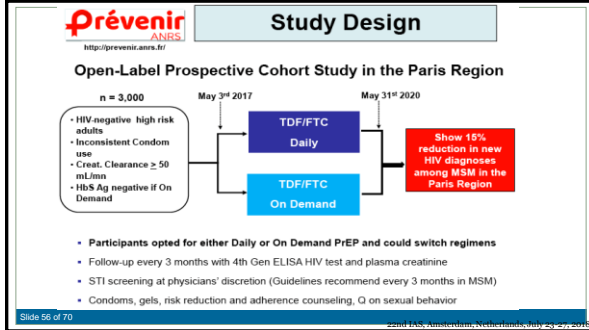 Prévenir
ANRS
http://prevenir.anrs.fr/
Study Design
Open-Label Prospective Cohort Study in the Paris Region
n = 3,000
May 3rd 2017
May 31st 2020
• HIV-negative high risk
adults
• Inconsistent Condom
use
• Creat. Clearance > 50
mL/mn
• HbS Ag negative if On
Demand
TDF/FTC
Daily
TDF/FTC
On Demand
Show 15%
reduction in new
HIV diagnoses
among MSM in the
Paris Region
▪ Participants opted for either Daily or On Demand PrEP and could switch regimens
▪ Follow-up every 3 months with 4th Gen ELISA HIV test and plasma creatinine
▪ STI screening at physicians' discretion (Guidelines recommend every 3 months in MSM)
▪ Condoms, gels, risk reduction and adherence counseling, Q on sexual behavior
Slide 56 of 70
22nd IAS, Amsterdam, Netherlands, July 23-27, 2018